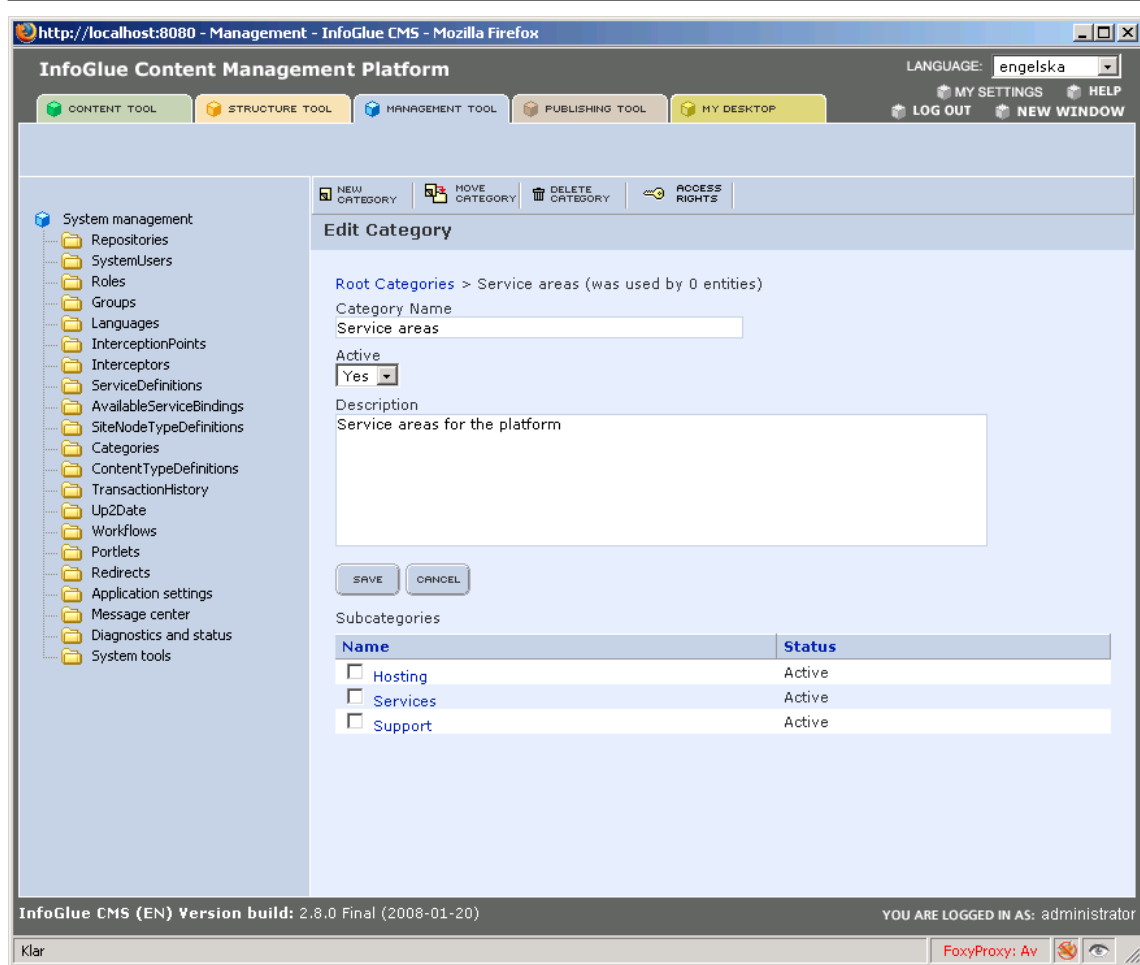 http://localhost:8080 - Management - InfoGlue CMS - Mozilla Firefox
InfoGlue Content Management Platform
LANGUAGE: engelska
MY SETTINGS HELP
LOG OUT NEW WINDOW
CONTENT TOOL STRUCTURE TOOL MANAGEMENT TOOL PUBLISHING TOOL MY DESKTOP
NEW CATEGORY MOVE CATEGORY DELETE CATEGORY ACCESS RIGHTS
System management
Repositories
SystemUsers
Roles
Groups
Languages
InterceptionPoints
Interceptors
ServiceDefinitions
AvailableServiceBindings
SiteNodeTypeDefinitions
Categories
ContentTypeDefinitions
TransactionHistory
Up2Date
Workflows
Portlets
Redirects
Application settings
Message center
Diagnostics and status
System tools
Edit Category
Root Categories > Service areas (was used by 0 entities)
Category Name
Service areas
Active
Yes
Description
Service areas for the platform
SAVE CANCEL
Subcategories
Name Status
Hosting Active
Services Active
Support Active
InfoGlue CMS (EN) Version build: 2.8.0 Final (2008-01-20)
YOU ARE LOGGED IN AS: administrator
Klar
FoxyProxy: Av